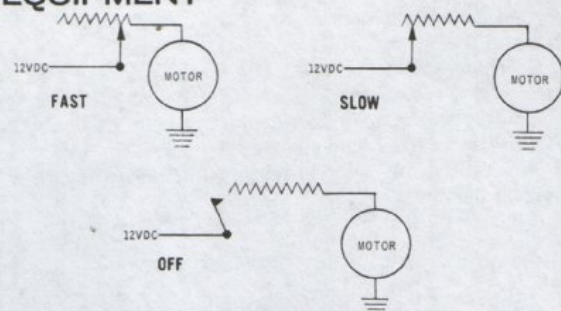 EQUIPMENT
12VDC
MOTOR
FAST
12VDC
MOTOR
SLOW
12VDC
MOTOR
OFF